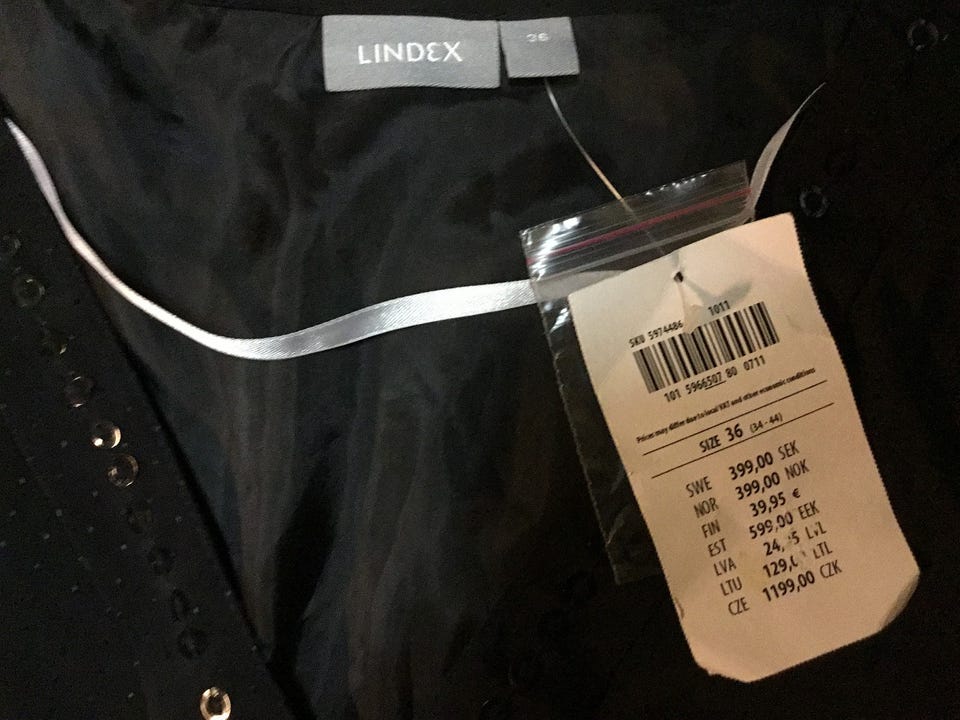 LINDEX
36
1011
SKU 5974486
101 5966507 80 0711
Prices may differ due to local VAT and other economic conditions
SIZE 36 (34-44)
SWE 399,00 SEK
NOR 399,00 NOK
FIN 39,95 €
EST 599,00 EEK
LVA LVL
LTU LTL
CZE 1199,00 CZK